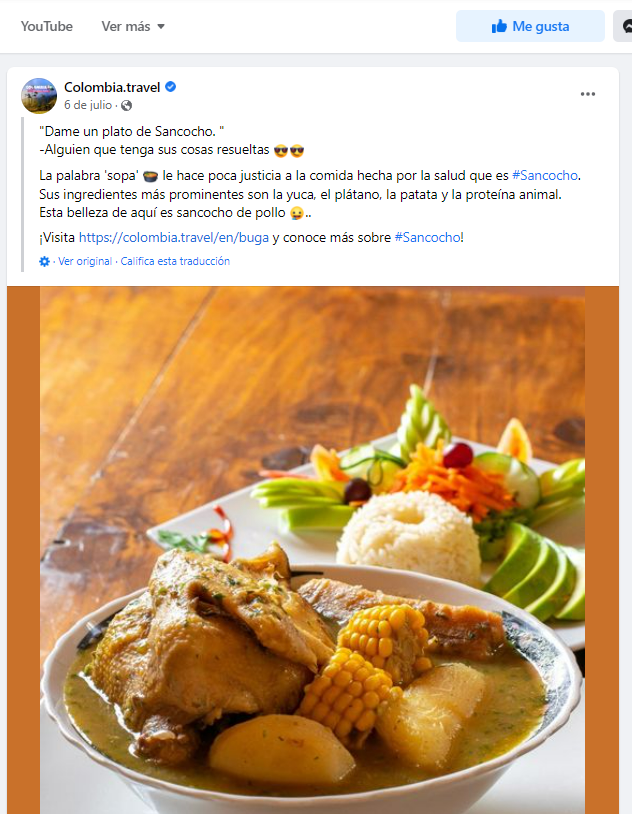 YouTube
Ver más
Me gusta
Colombia.travel
6 de julio ·
"Dame un plato de Sancocho. "
-Alguien que tenga sus cosas resueltas 😎😎
La palabra 'sopa' 🍲 le hace poca justicia a la comida hecha por la salud que es #Sancocho.
Sus ingredientes más prominentes son la yuca, el plátano, la patata y la proteína animal.
Esta belleza de aquí es sancocho de pollo 😜..
¡Visita https://colombia.travel/en/buga y conoce más sobre #Sancocho!
· Ver original · Califica esta traducción